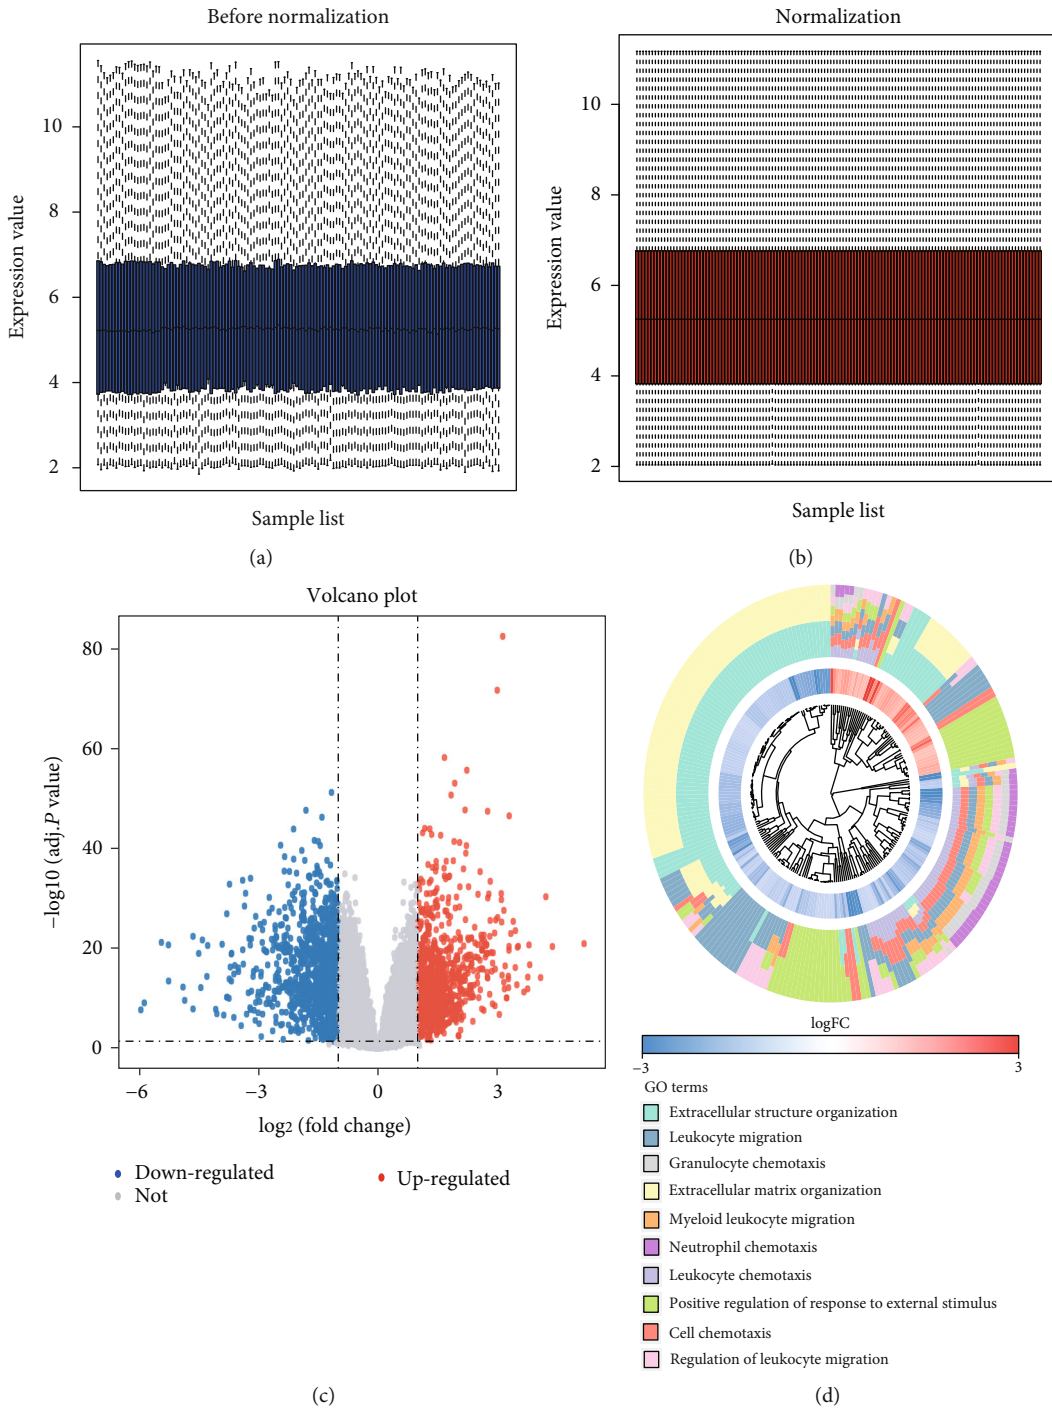 Before normalization
Expression value
10
8
6
4
2
Sample list
(a)
Normalization
Expression value
10
8
6
4
2
Sample list
(b)
Volcano plot
−log10 (adj.P value)
80
60
40
20
0
−6
−3
0
3
log2 (fold change)
Down-regulated
Not
Up-regulated
(c)
logFC
−3
3
GO terms
Extracellular structure organization
Leukocyte migration
Granulocyte chemotaxis
Extracellular matrix organization
Myeloid leukocyte migration
Neutrophil chemotaxis
Leukocyte chemotaxis
Positive regulation of response to external stimulus
Cell chemotaxis
Regulation of leukocyte migration
(d)